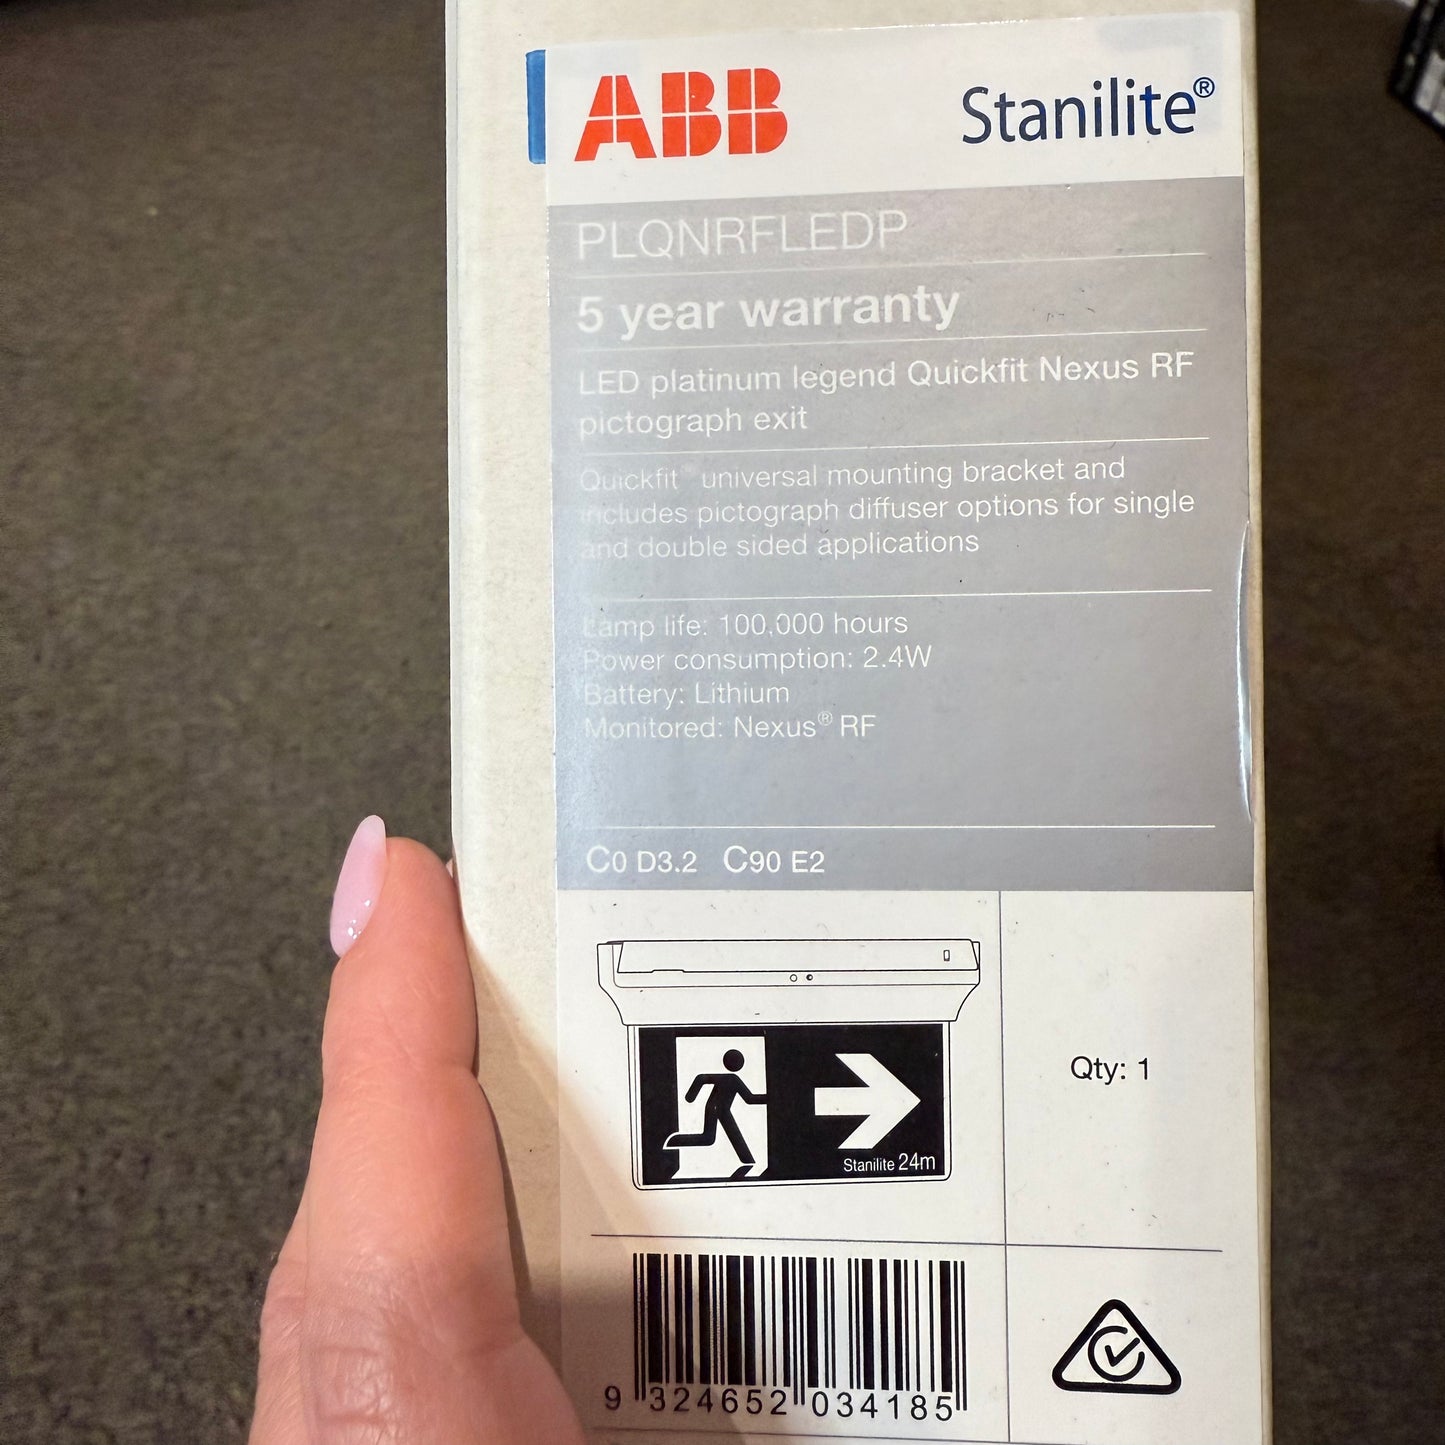 ABB Stanilite®
PLQNRFLEDP
5 year warranty
LED platinum legend Quickfit Nexus RF
pictograph exit
Quickfit™ universal mounting bracket and
includes pictograph diffuser options for single
and double sided applications
Lamp life: 100,000 hours
Power consumption: 2.4W
Battery: Lithium
Monitored: Nexus® RF
C0 D3.2 C90 E2
Stanilite 24m
Qty: 1
9 324652 034185